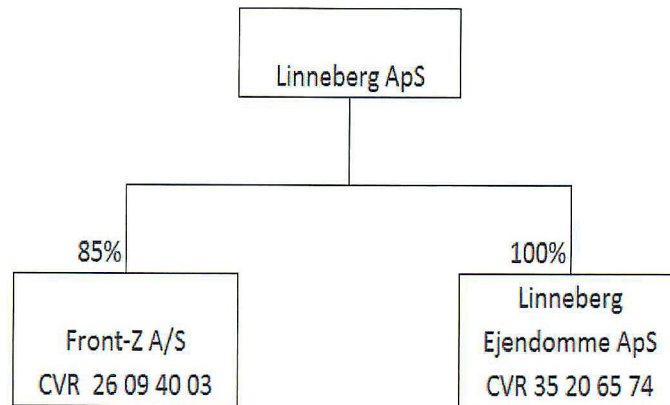 Linneberg ApS
85%
100%
Front-Z A/S
CVR 26 09 40 03
Linneberg
Ejendomme ApS
CVR 35 20 65 74